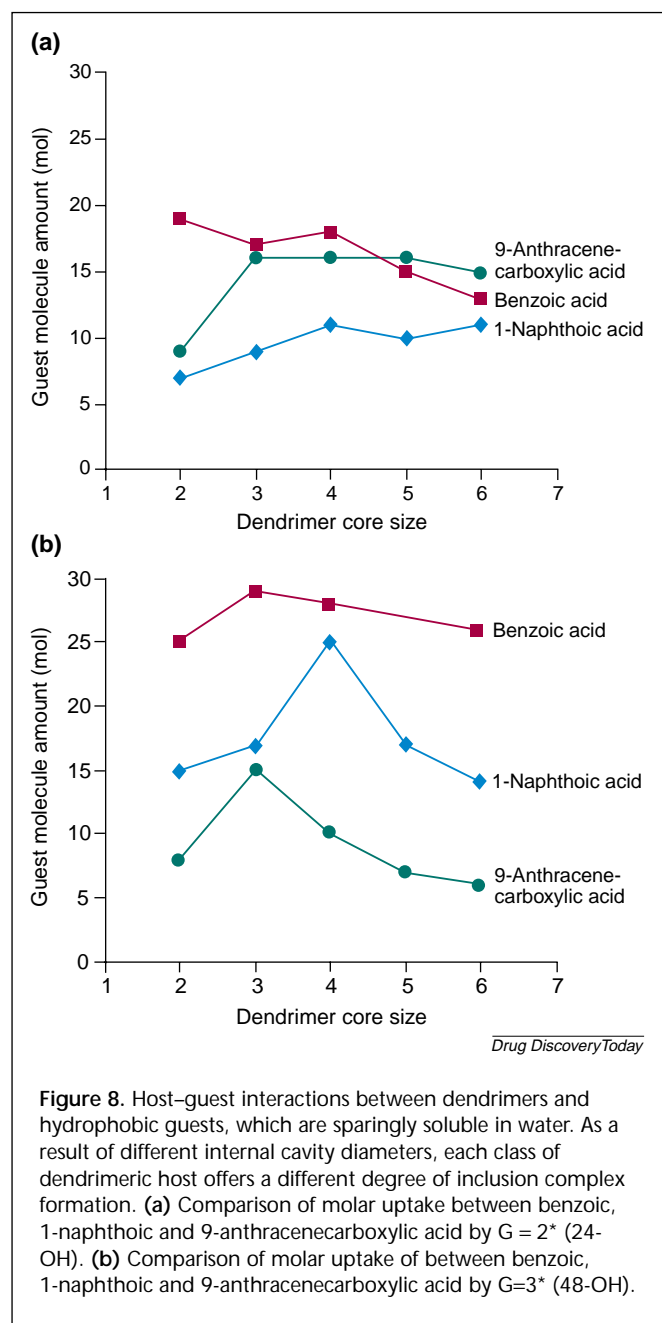 (a)
30
25
20
15
10
5
0
Guest molecule amount (mol)
9-Anthracene-
carboxylic acid
Benzoic acid
1-Naphthoic acid
1 2 3 4 5 6 7
Dendrimer core size
(b)
30
25
20
15
10
5
0
Guest molecule amount (mol)
Benzoic acid
1-Naphthoic acid
9-Anthracene-
carboxylic acid
1 2 3 4 5 6 7
Dendrimer core size
Drug DiscoveryToday
Figure 8. Host–guest interactions between dendrimers and
hydrophobic guests, which are sparingly soluble in water. As a
result of different internal cavity diameters, each class of
dendrimeric host offers a different degree of inclusion complex
formation. (a) Comparison of molar uptake between benzoic,
1-naphthoic and 9-anthracenecarboxylic acid by G = 2* (24-
OH). (b) Comparison of molar uptake of between benzoic,
1-naphthoic and 9-anthracenecarboxylic acid by G=3* (48-OH).